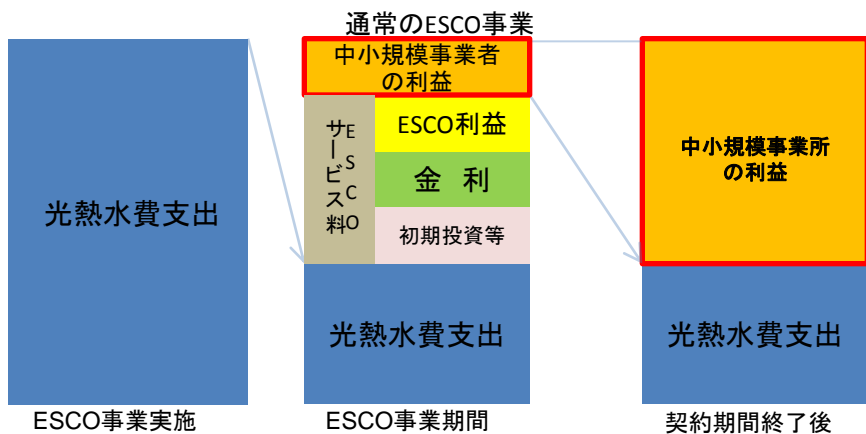 通常のESCO事業
光熱水費支出
ESCO事業実施
中小規模事業者
の利益
ESCO
サービス料
ESCO利益
金 利
初期投資等
光熱水費支出
ESCO事業期間
中小規模事業所
の利益
光熱水費支出
契約期間終了後